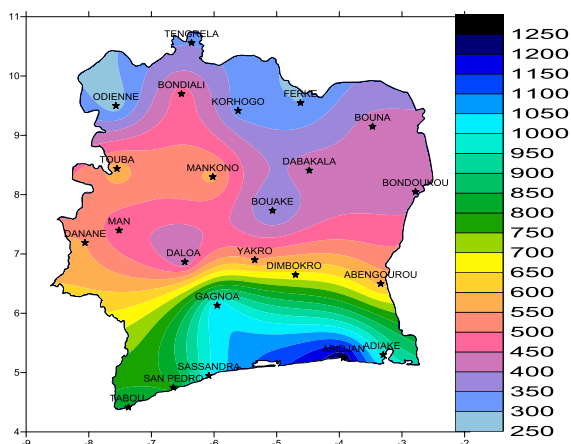 11
TENGRELA
1250
1200
10
ODIENNE
BONDIALI
KORHOGO
FERKE
1150
1100
1050
9
BOUNA
1000
950
TOUBA
MANKONO
DABAKALA
BONDOUKOU
900
850
8
BOUAKE
800
MAN
DANANE
750
7
DALOA
YAKRO
DIMBOKRO
ABENGOUROU
700
650
600
6
GAGNOA
550
500
450
ABIDJAN
ADIAKE
400
5
SASSANDRA
SAN PEDRO
350
TABOU
300
4
250
-9
-8
-7
-6
-5
-4
-3
-2